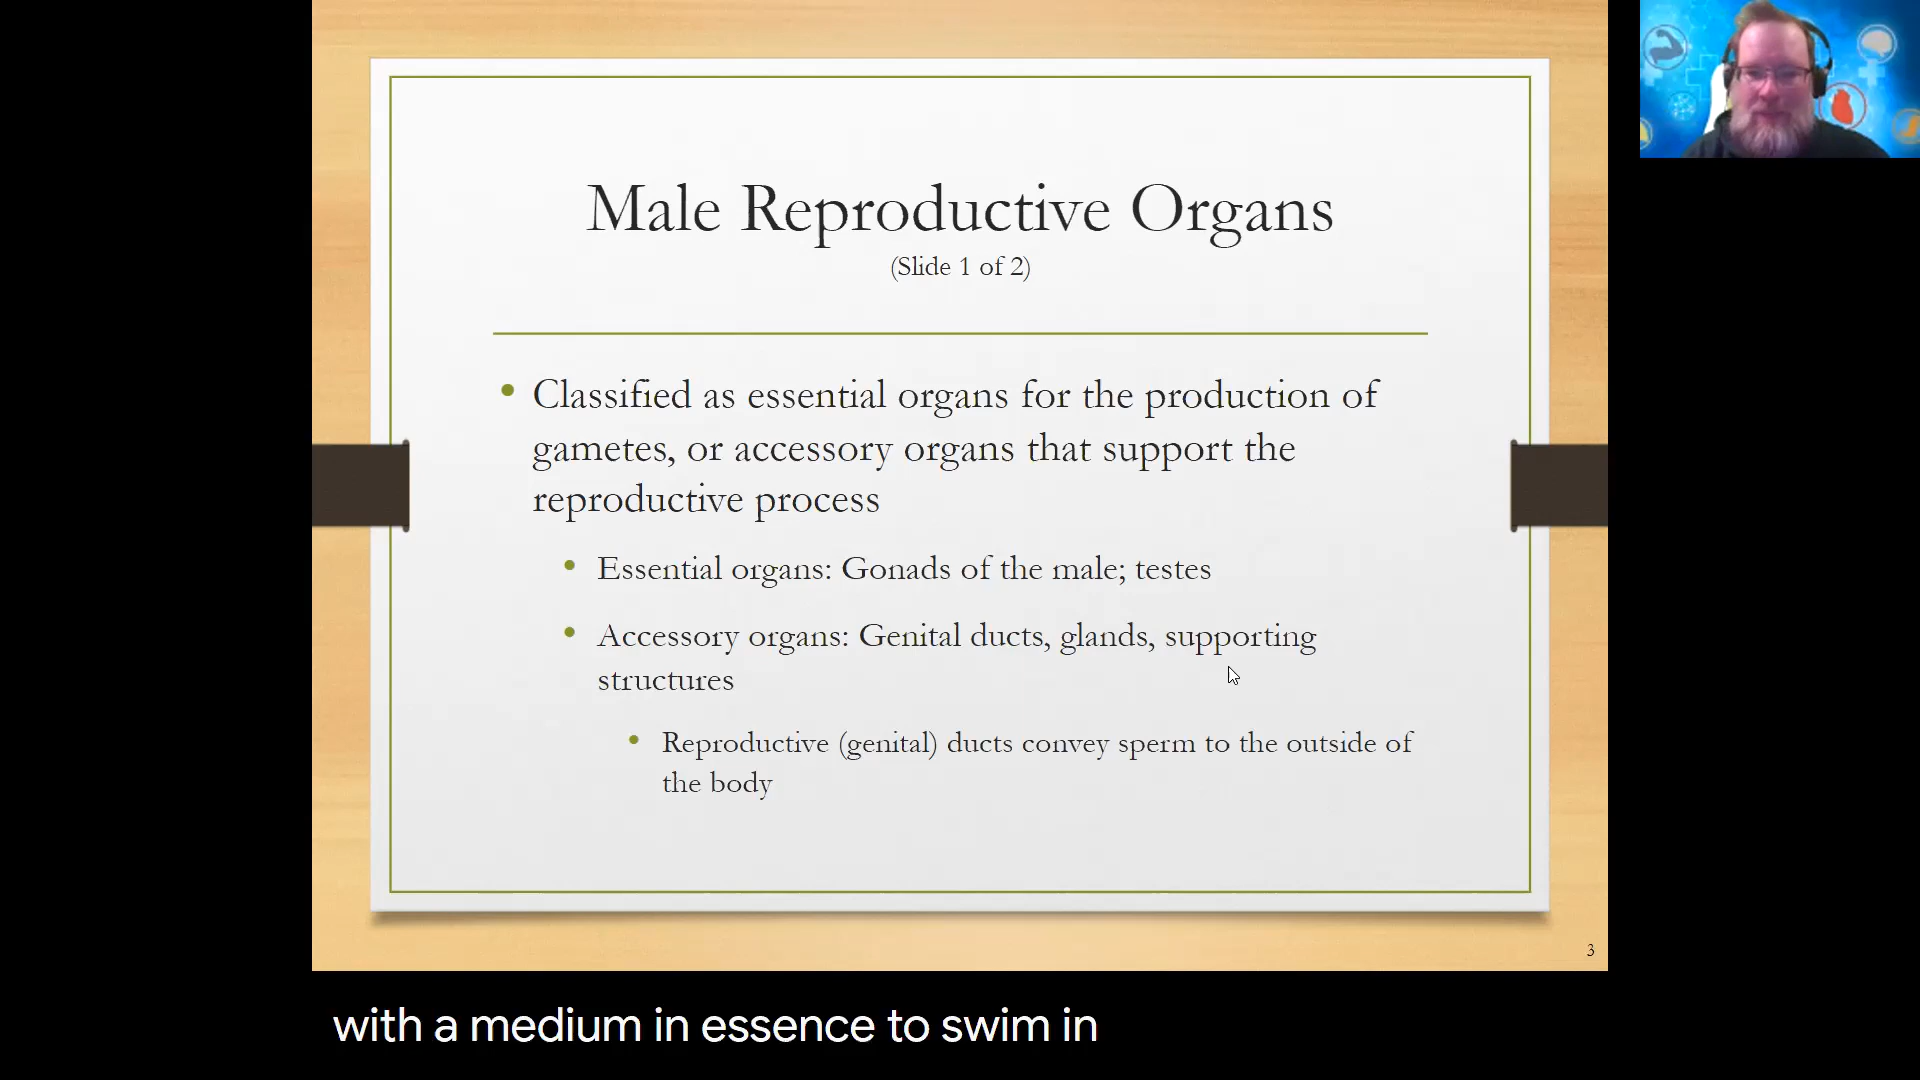 Male Reproductive Organs
(Slide 1 of 2)
Classified as essential organs for the production of
gametes, or accessory organs that support the
reproductive process
Essential organs: Gonads of the male; testes
Accessory organs: Genital ducts, glands, supporting
structures
Reproductive (genital) ducts convey sperm to the outside of
the body
3
with a medium in essence to swim in